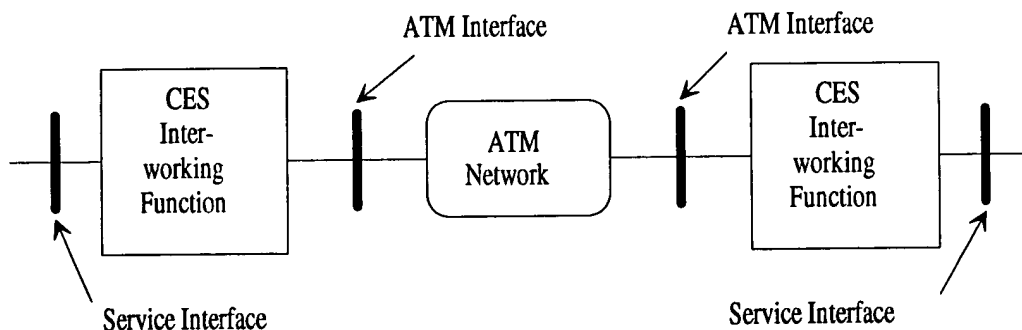 ATM Interface
ATM Interface
CES
Inter-
working
Function
ATM
Network
CES
Inter-
working
Function
Service Interface
Service Interface